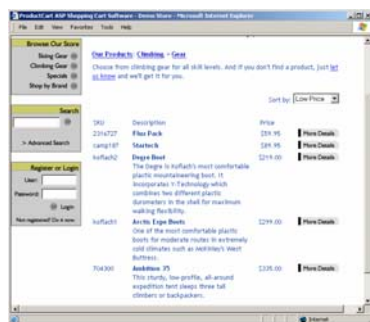 ProductCart ASP Shopping Cart Software - Demo Store - Microsoft Internet Explorer
File Edit View Favorites Tools Help
Browse Our Store
Skiing Gear
Climbing Gear
Specials
Shop by Brand
Search
> Advanced Search
Register or Login
User:
Password:
Login
Not registered? Do it now
Our Products: Climbing - Gear
Choose from climbing gear for all skill levels. And if you don't find a product, just let
us know and we'll get it for you.
Sort by: Low Price
SKU Description Price
2316727 Flux Pack $89.95 More Details
camp187 Startech $89.95 More Details
koflach2 Degre Boot $219.00 More Details
The Degre is Koflach's most comfortable
plastic mountaineering boot. It
incorporates Y-Technology which
combines two different plastic
durometers in the shell for maximum
walking flexibility.
koflach1 Arctic Expe Boots $299.00 More Details
One of the most comfortable plastic
boots for moderate routes in extremely
cold climates such as McKinley's West
Buttress.
704300 Ambition 35 $335.00 More Details
This sturdy, low-profile, all-around
expedition tent sleeps three tall
climbers or backpackers.
Internet